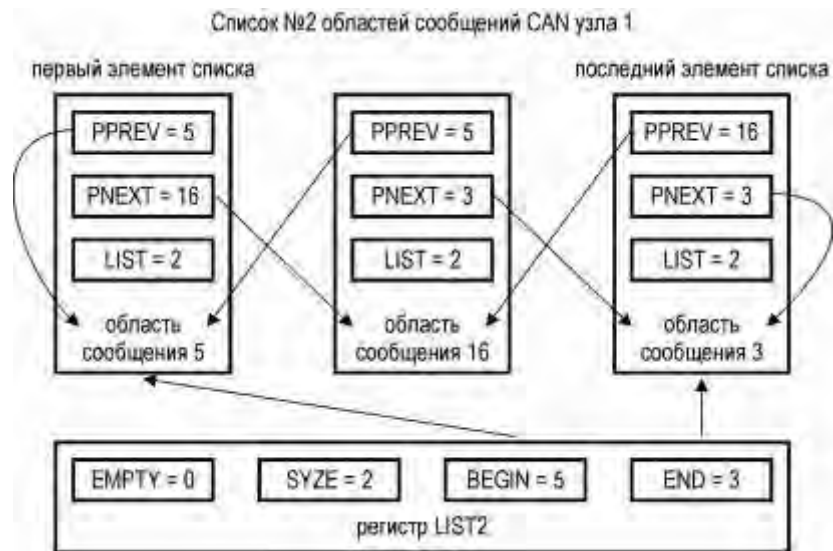 Список №2 областей сообщений CAN узла 1
первый элемент списка
последний элемент списка
PPREV = 5
PNEXT = 16
LIST = 2
область
сообщения 5
PPREV = 5
PNEXT = 3
LIST = 2
область
сообщения 16
PPREV = 16
PNEXT = 3
LIST = 2
область
сообщения 3
EMPTY = 0
SYZE = 2
BEGIN = 5
END = 3
регистр LIST2